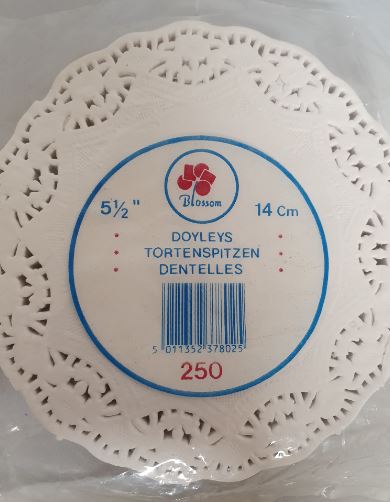 Blossom
5½" 14 Cm
DOYLEYS
TORTENSPITZEN
DENTELLES
5 011352 378025
250